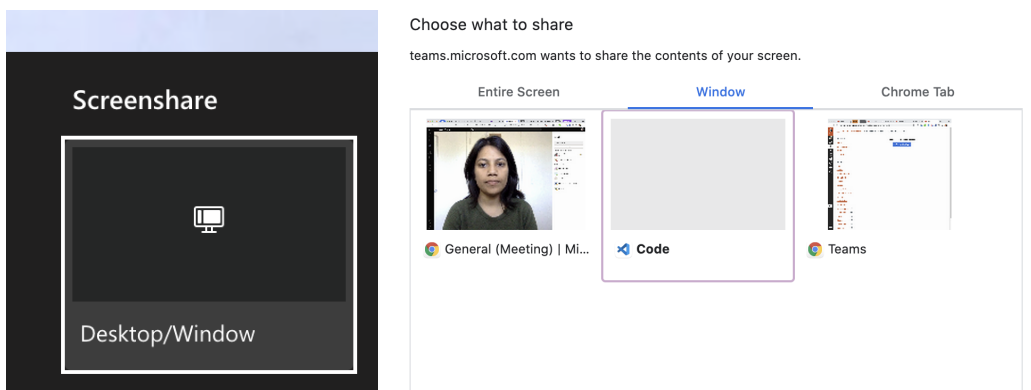 Screenshare
Desktop/Window
Choose what to share
teams.microsoft.com wants to share the contents of your screen.
Entire Screen
Window
Chrome Tab
General (Meeting) | Mi...
Code
Teams